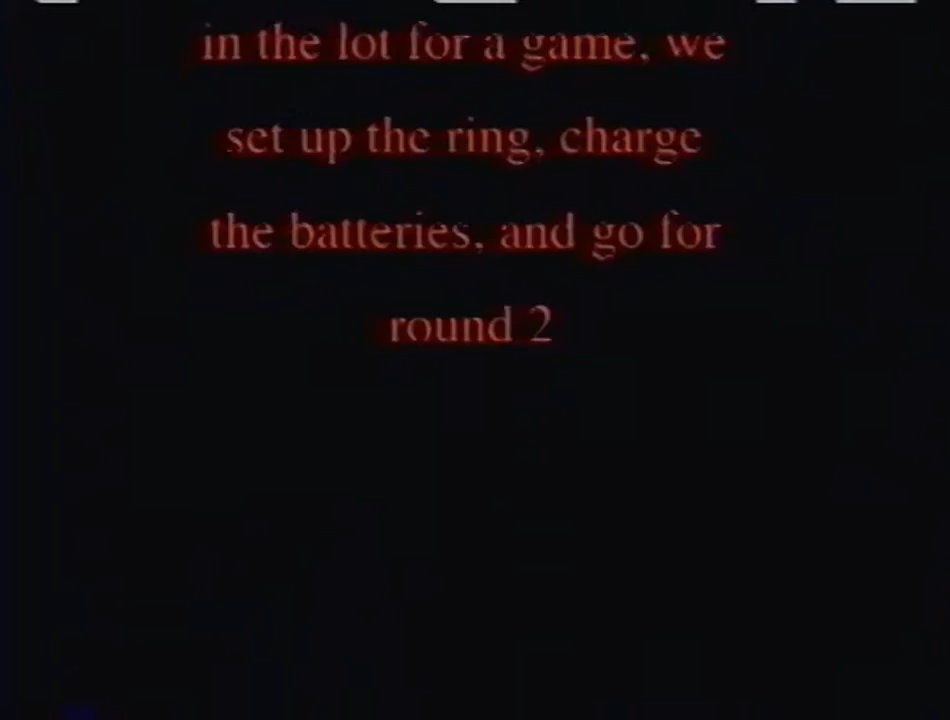 in the lot for a game, we
set up the ring, charge
the batteries, and go for
round 2